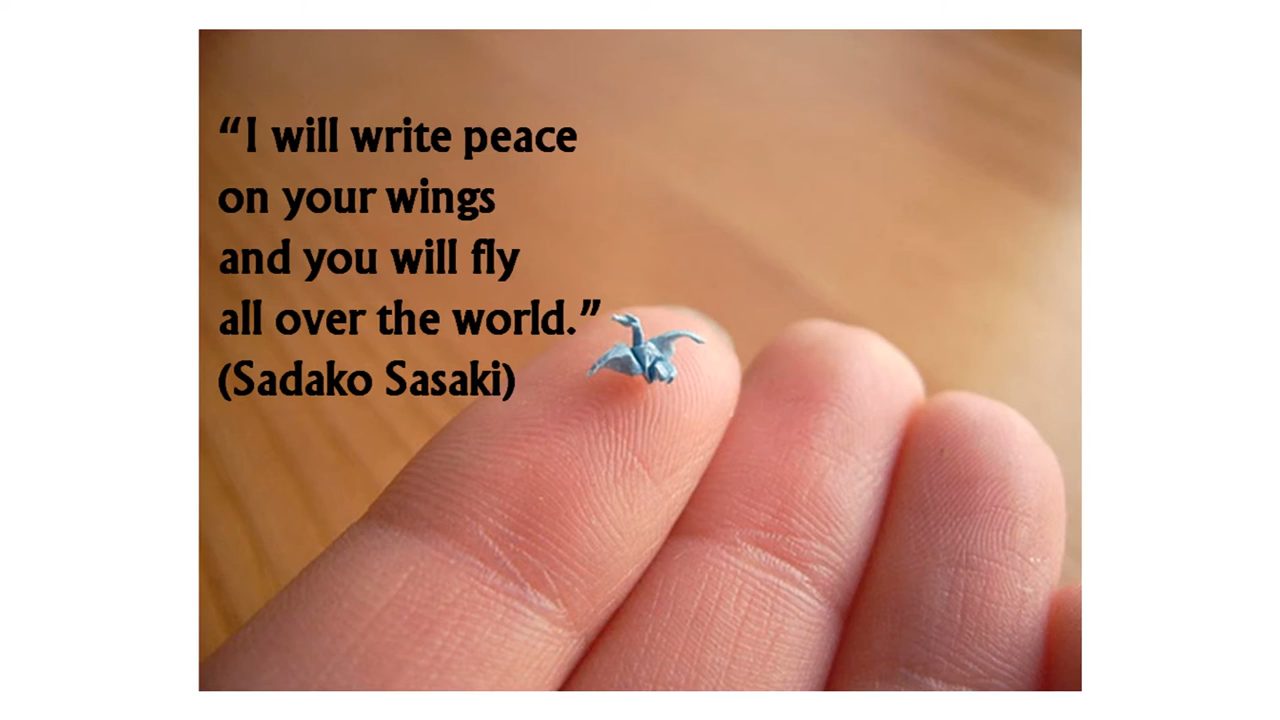 “I will write peace
on your wings
and you will fly
all over the world.”
(Sadako Sasaki)